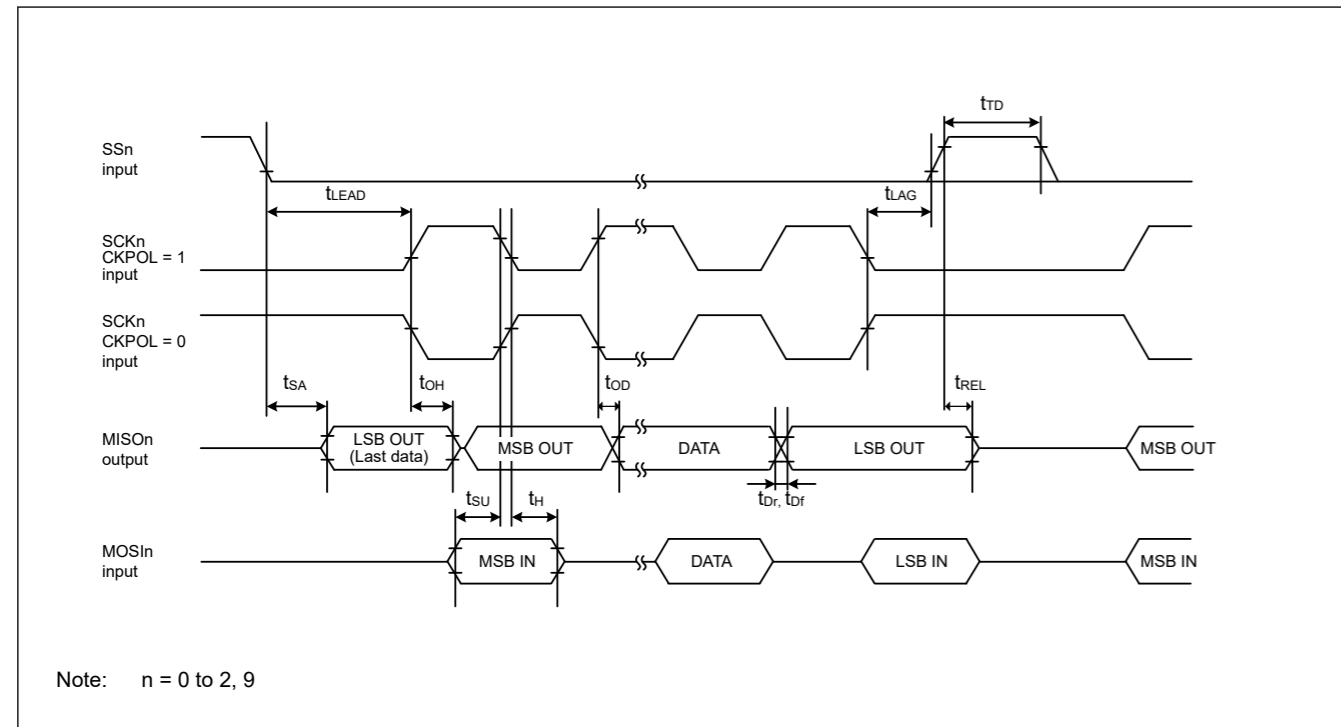 tTD
SSn
input
tLEAD
tLAG
SCKn
CKPOL = 1
input
SCKn
CKPOL = 0
input
tSA
tOH
tOD
tREL
MISOn
output
LSB OUT
(Last data)
MSB OUT
DATA
LSB OUT
MSB OUT
tSU
tH
tDr, tDf
MOSIn
input
MSB IN
DATA
LSB IN
MSB IN
Note: n = 0 to 2, 9